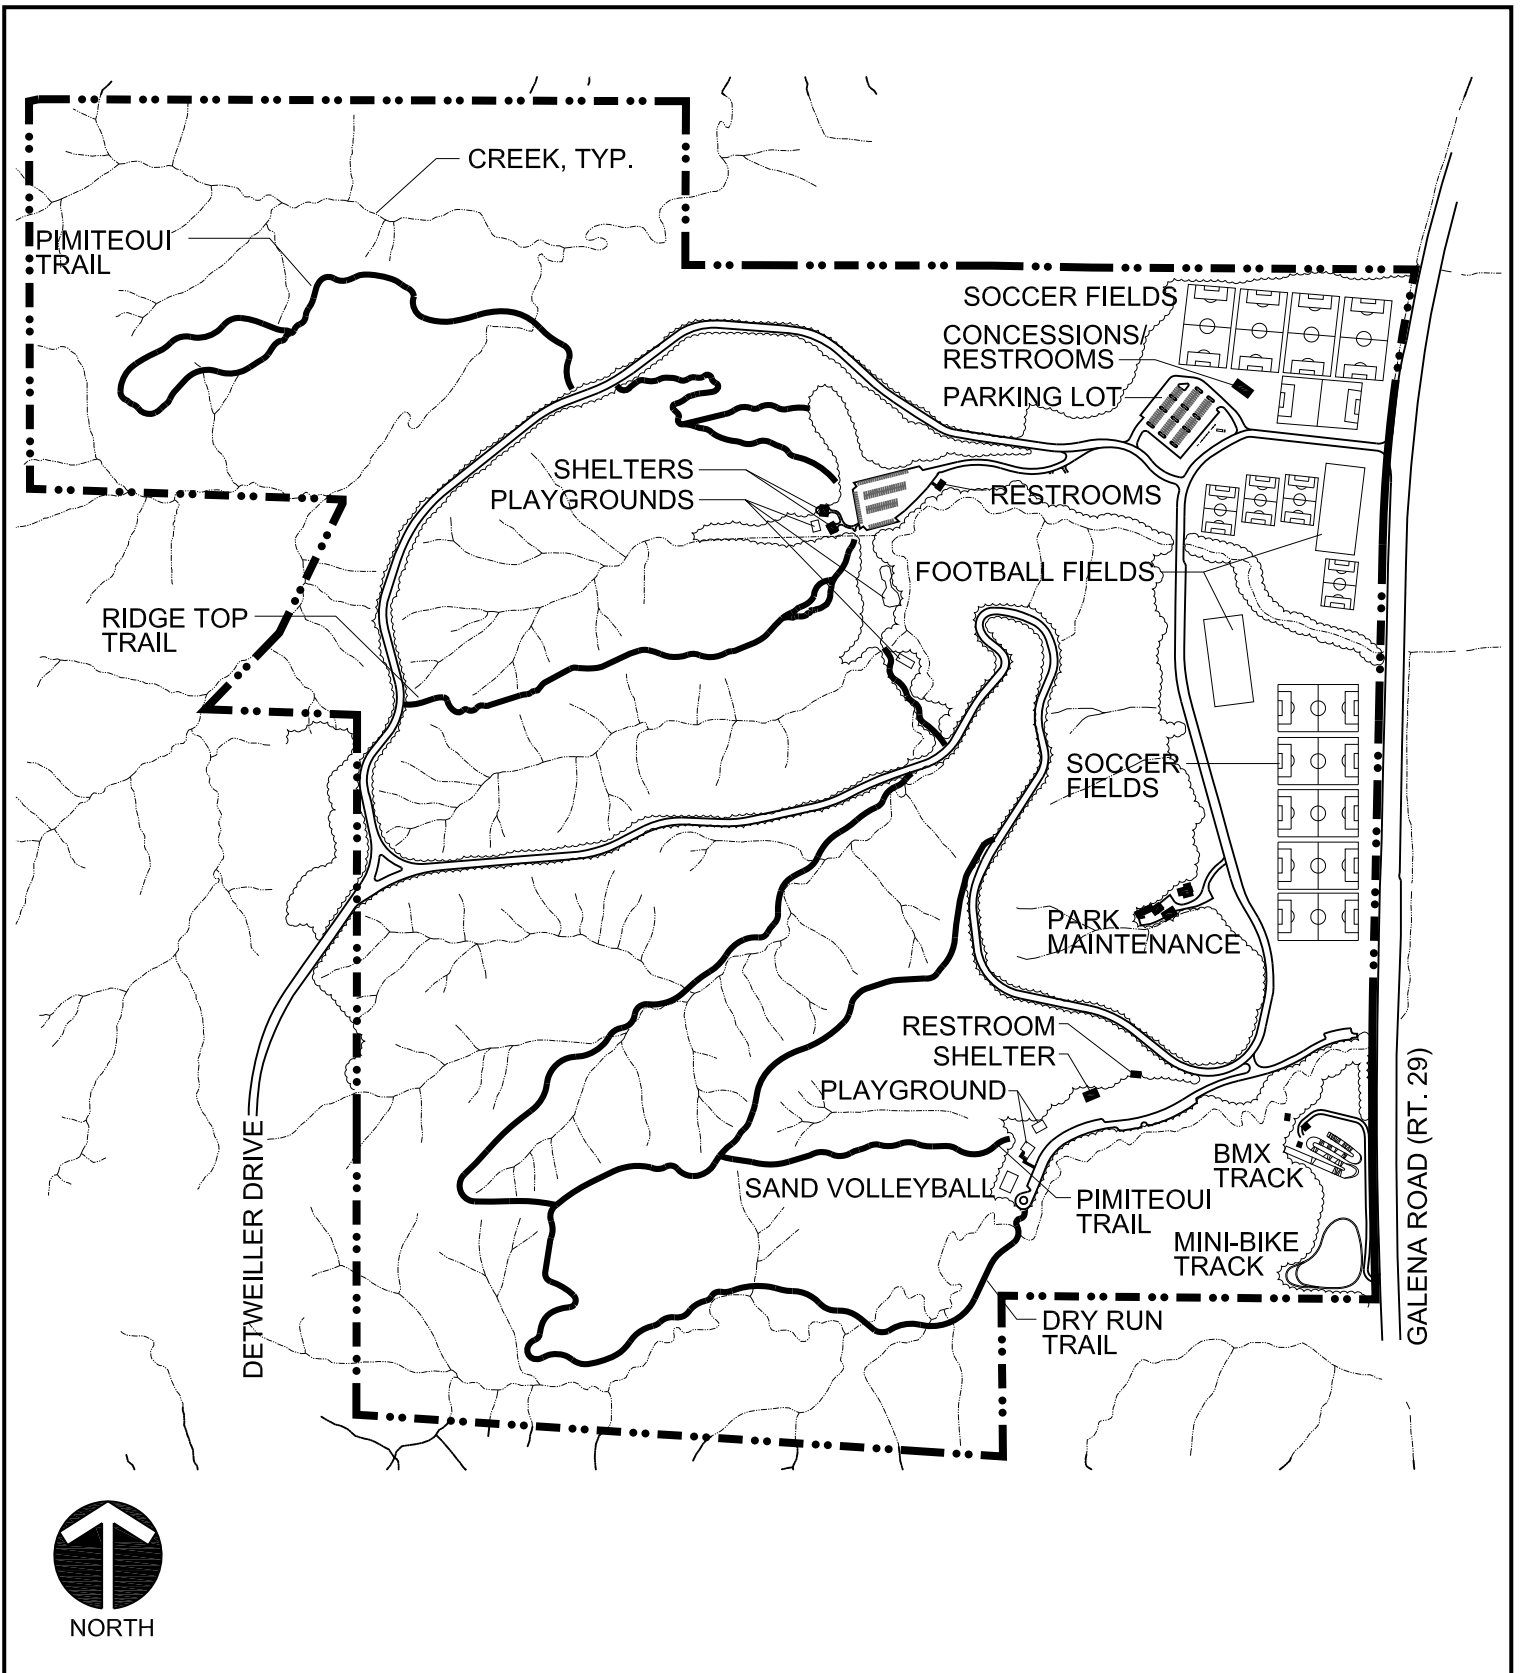 CREEK, TYP.
PIMITEOUI
TRAIL
SOCCER FIELDS
CONCESSIONS/
RESTROOMS
PARKING LOT
SHELTERS
PLAYGROUNDS
RESTROOMS
FOOTBALL FIELDS
RIDGE TOP
TRAIL
SOCCER
FIELDS
PARK
MAINTENANCE
RESTROOM
SHELTER
PLAYGROUND
BMX
TRACK
SAND VOLLEYBALL
PIMITEOUI
TRAIL
MINI-BIKE
TRACK
DRY RUN
TRAIL
DETWEILLER DRIVE
GALENA ROAD (RT. 29)
NORTH